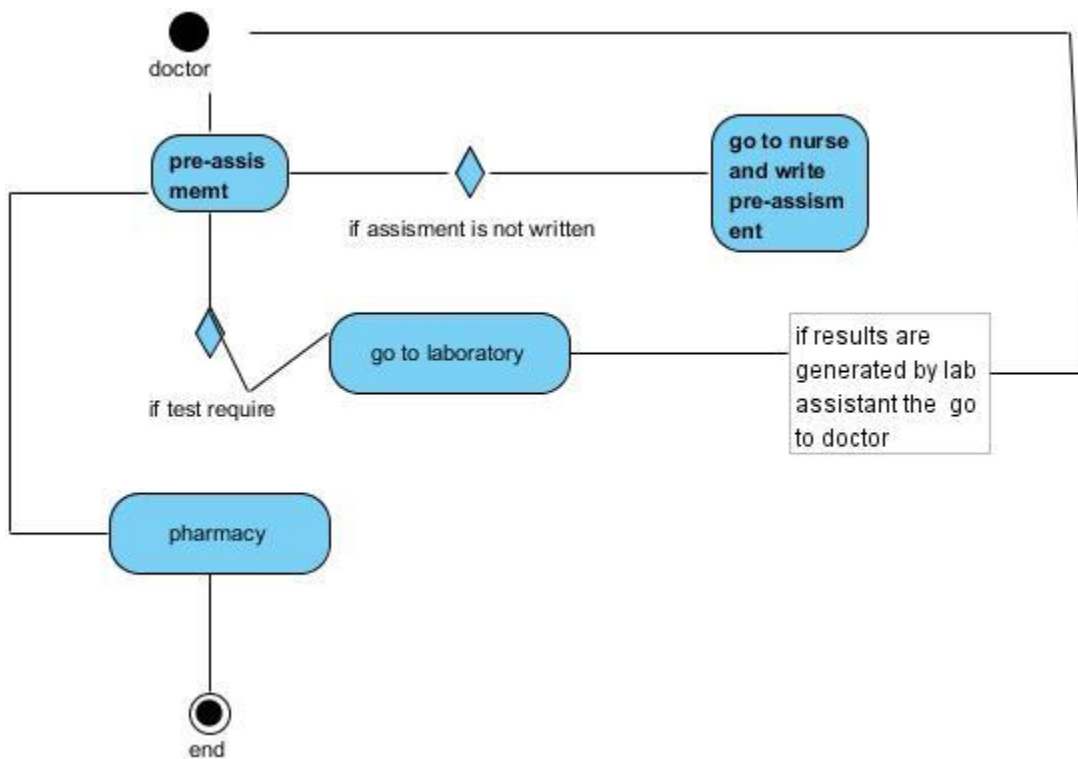 doctor
pre-assis
memt
go to nurse
and write
pre-assism
ent
if assisment is not written
go to laboratory
if results are
generated by lab
assistant the go
to doctor
if test require
pharmacy
end